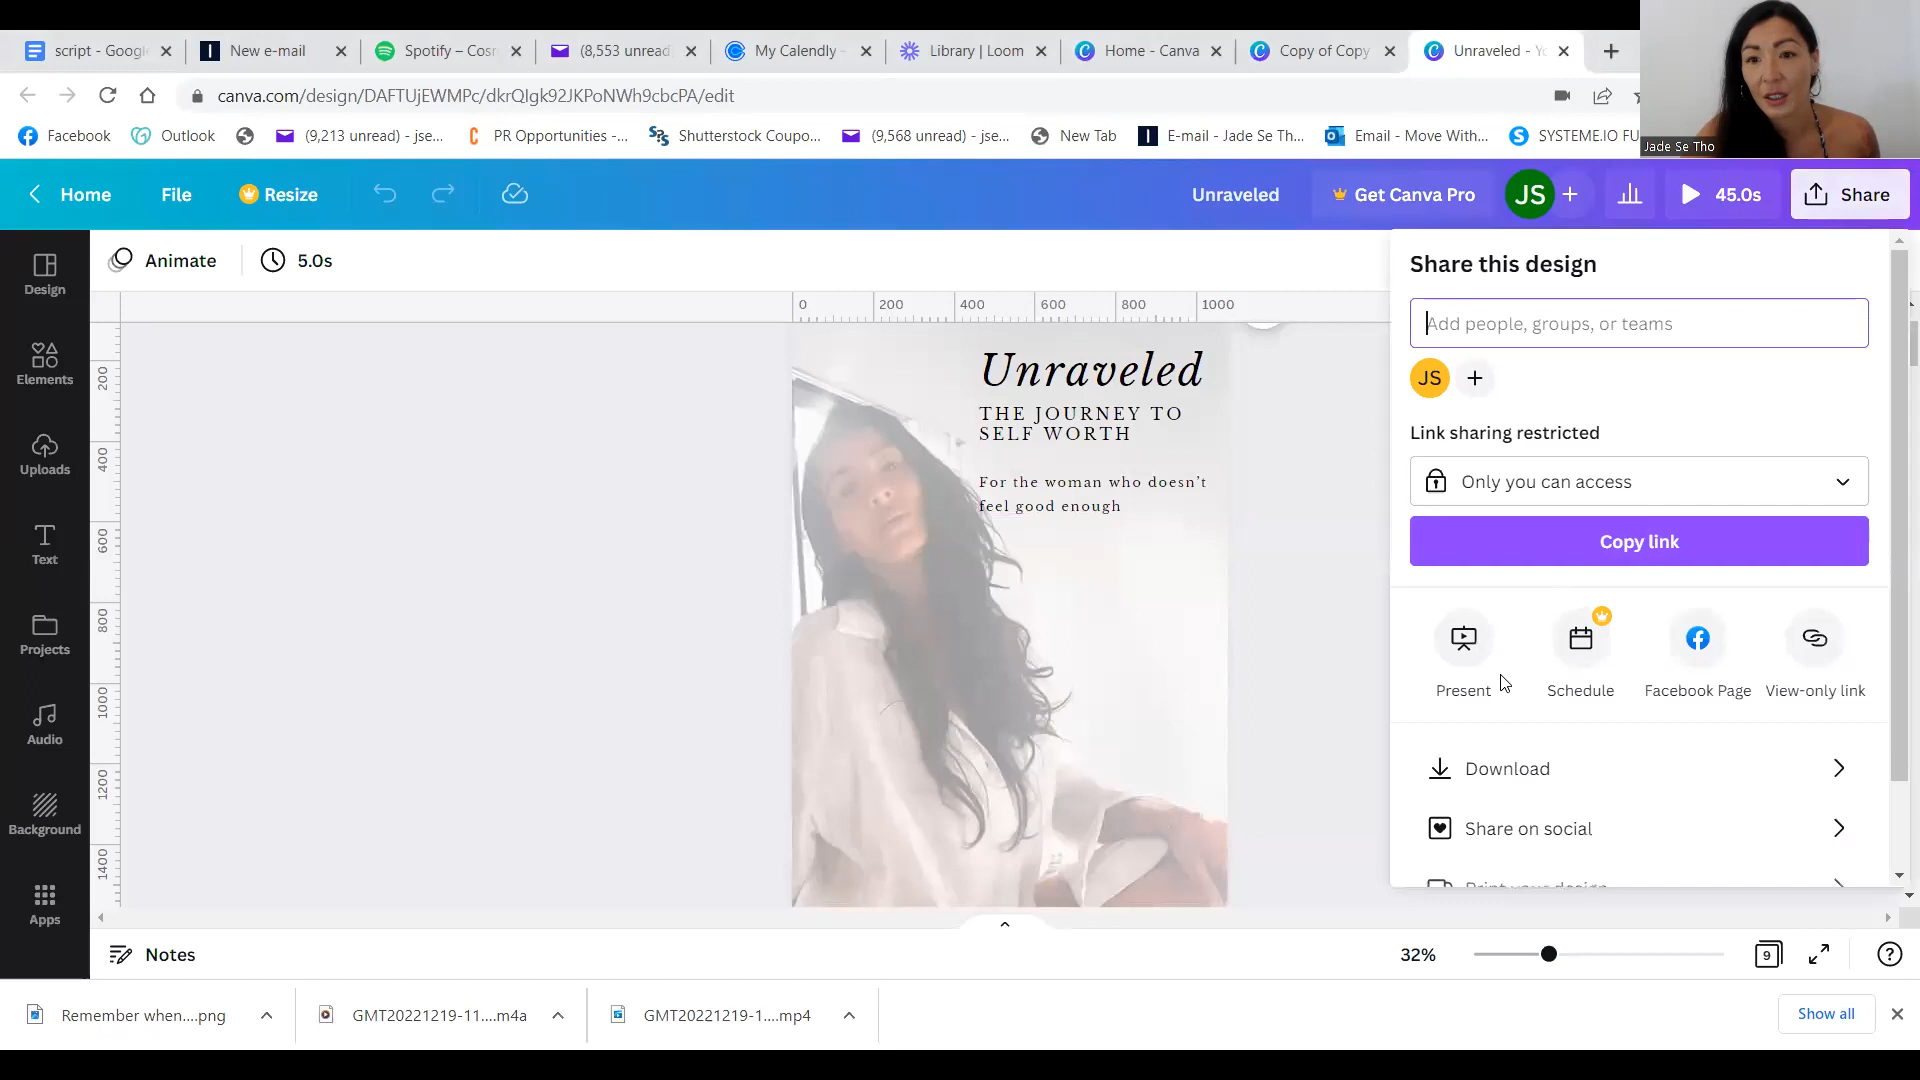 script - Googl
New e-mail
Spotify – Cosm
(8,553 unread
My Calendly -
Library | Loom
Home - Canva
Copy of Copy
Unraveled - Yo
canva.com/design/DAFTUjEWMPc/dkrQIgk92JKPoNWh9cbcPA/edit
Facebook
Outlook
(9,213 unread) - jse...
PR Opportunities -...
Shutterstock Coupo...
(9,568 unread) - jse...
New Tab
E-mail - Jade Se Th...
Email - Move With...
SYSTEME.IO FU
Jade Se Tho
Home
File
Resize
Unraveled
Get Canva Pro
JS
45.0s
Share
Design
Elements
Uploads
Text
Projects
Audio
Background
Apps
Animate
5.0s
0 200 400 600 800 1000
200
400
600
800
1000
1200
1400
Unraveled
THE JOURNEY TO
SELF WORTH
For the woman who doesn't
feel good enough
Share this design
Add people, groups, or teams
JS
Link sharing restricted
Only you can access
Copy link
Present
Schedule
Facebook Page
View-only link
Download
Share on social
Print your design
Notes
32%
9
Remember when....png
GMT20221219-11....m4a
GMT20221219-1....mp4
Show all